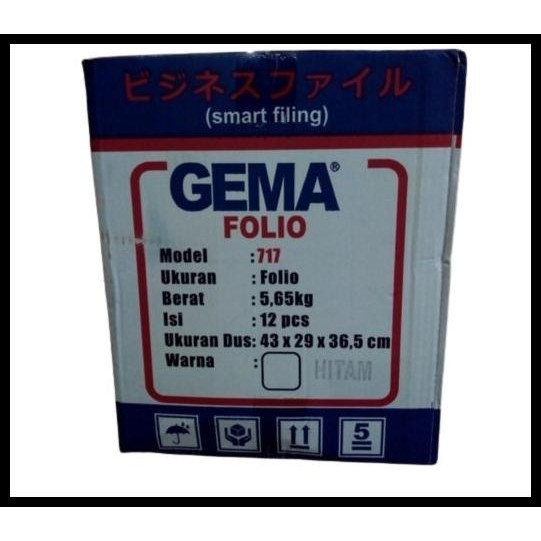 ビジネスファイル
(smart filing)
GEMA®
FOLIO
Model : 717
Ukuran : Folio
Berat : 5,65kg
Isi : 12 pcs
Ukuran Dus: 43 x 29 x 36,5 cm
Warna : HITAM
5